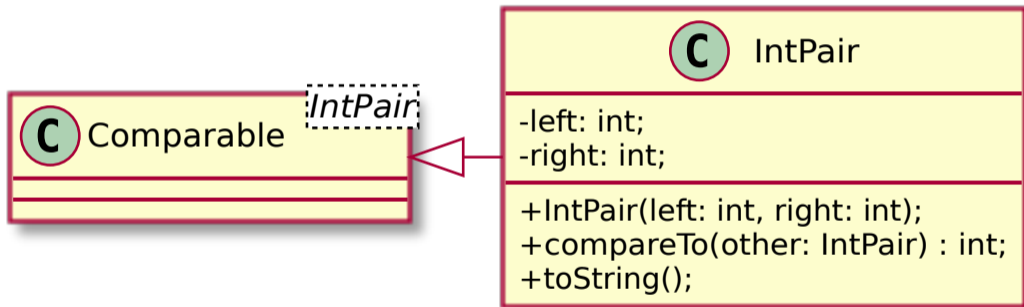 IntPair
C Comparable
C IntPair
-left: int;
-right: int;
+IntPair(left: int, right: int);
+compareTo(other: IntPair) : int;
+toString();